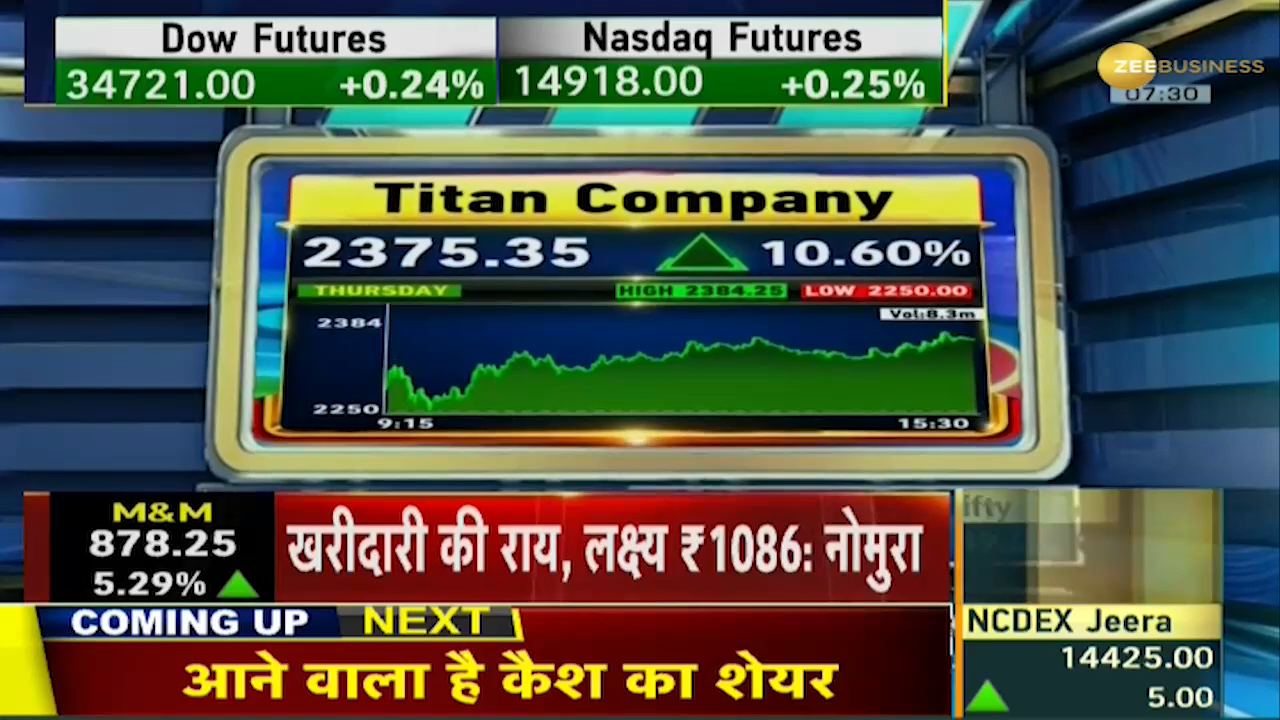 Dow Futures
34721.00 +0.24%
Nasdaq Futures
14918.00 +0.25%
ZEEBUSINESS
07:30
Titan Company
2375.35 10.60%
THURSDAY HIGH 2384.25 LOW 2250.00
Vol:8.3m
2384
2250
9:15 15:30
M&M
878.25
5.29%
खरीदारी की राय, लक्ष्य ₹1086: नोमुरा
COMING UP NEXT
आने वाला है कैश का शेयर
NCDEX Jeera
14425.00
5.00